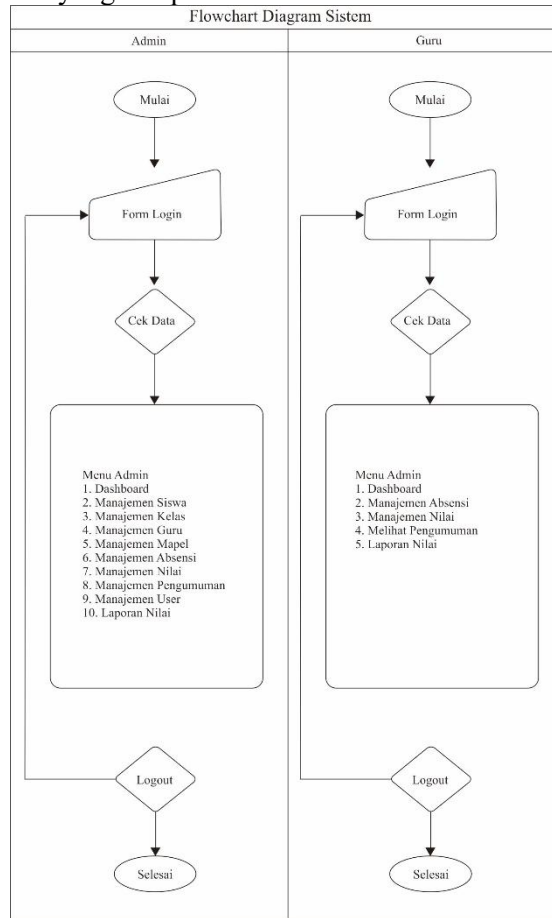 Flowchart Diagram Sistem
Admin
Guru
Mulai
Form Login
Cek Data
Menu Admin
1. Dashboard
2. Manajemen Siswa
3. Manajemen Kelas
4. Manajemen Guru
5. Manajemen Mapel
6. Manajemen Absensi
7. Manajemen Nilai
8. Manajemen Pengumuman
9. Manajemen User
10. Laporan Nilai
Logout
Selesai
Mulai
Form Login
Cek Data
Menu Admin
1. Dashboard
2. Manajemen Absensi
3. Manajemen Nilai
4. Melihat Pengumuman
5. Laporan Nilai
Logout
Selesai